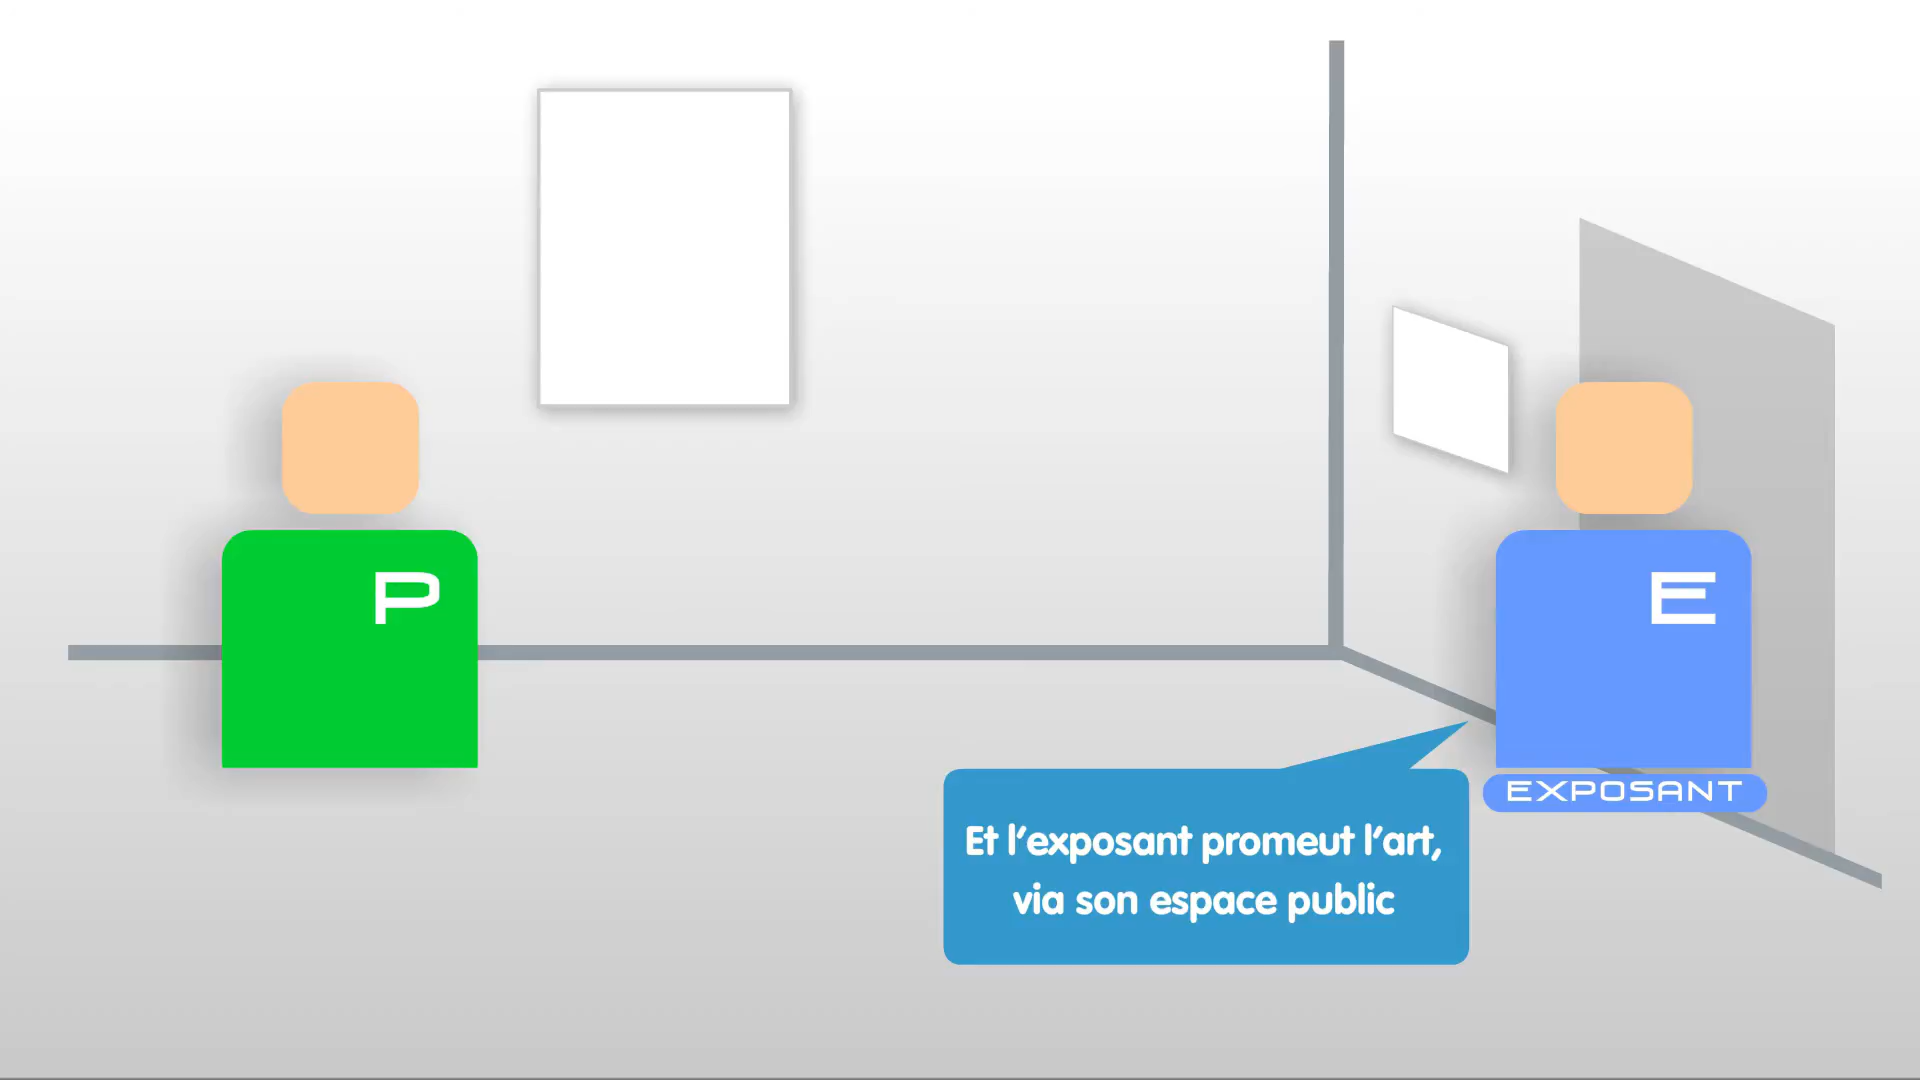 P
E
EXPOSANT
Et l'exposant promeut l'art,
via son espace public